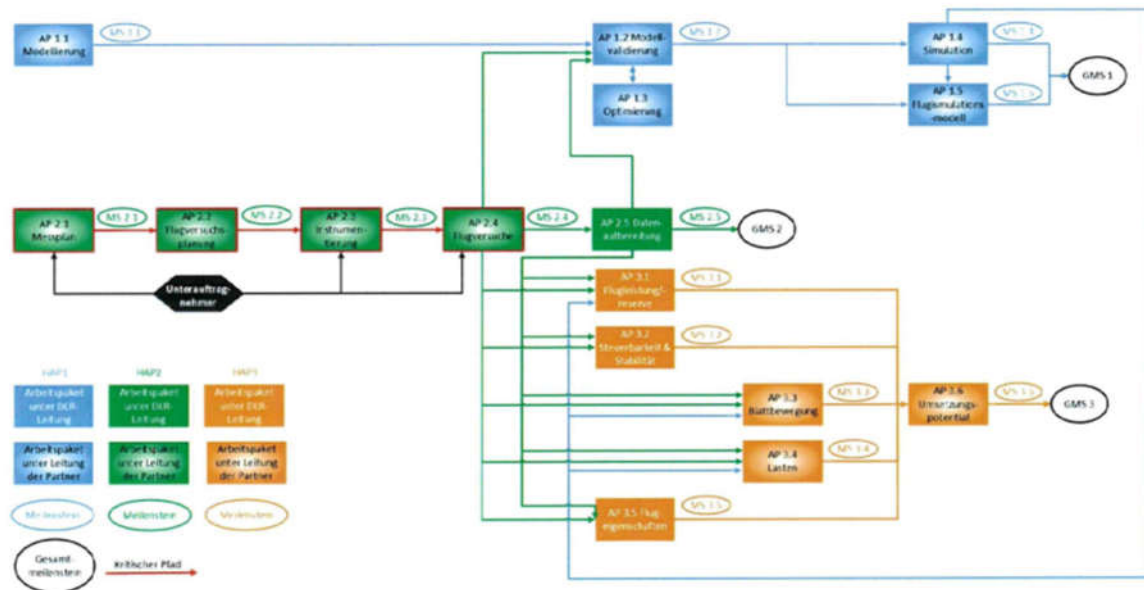 AP 1.1
Modellierung
MS 1.1
AP 1.2 Modell-
validierung
MS 1.2
AP 1.3
Optimierung
AP 1.4
Simulation
MS 1.4
AP 1.5
Flugsimulations
-modell
MS 1.5
GMS 1
AP 2.1
Messplan
MS 2.1
AP 2.2
Flugversuchs-
planung
MS 2.2
AP 2.3
Instrumen-
tierung
MS 2.3
AP 2.4
Flugversuche
MS 2.4
AP 2.5 Daten-
aufbereitung
MS 2.5
GMS 2
Unterauftrag-
nehmer
AP 3.1
Flugleistung/-
reserve
MS 3.1
AP 3.2
Steuerbarkeit &
Stabilität
MS 3.2
AP 3.3
Blattbewegung
MS 3.3
AP 3.4
Lasten
MS 3.4
AP 3.5 Flug
eigenschaften
MS 3.5
AP 3.6
Umsetzungs-
potential
MS 3.6
GMS 3
HAP1
HAP2
HAP3
Arbeitspaket
unter DLR-
Leitung
Arbeitspaket
unter DLR-
Leitung
Arbeitspaket
unter DLR-
Leitung
Arbeitspaket
unter Leitung
der Partner
Arbeitspaket
unter Leitung
der Partner
Arbeitspaket
unter Leitung
der Partner
Meilenstein
Meilenstein
Meilenstein
Gesamt-
meilenstein
Kritischer Pfad